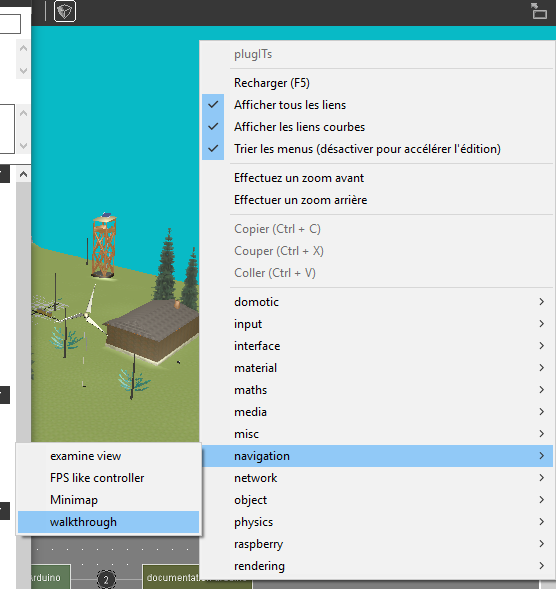 plugITs
Recharger (F5)
Afficher tous les liens
Afficher les liens courbes
Trier les menus (désactiver pour accélérer l'édition)
Effectuez un zoom avant
Effectuer un zoom arrière
Copier (Ctrl + C)
Couper (Ctrl + X)
Coller (Ctrl + V)
domotic
input
interface
material
maths
media
misc
navigation
network
object
physics
raspberry
rendering
examine view
FPS like controller
Minimap
walkthrough
2
documentation